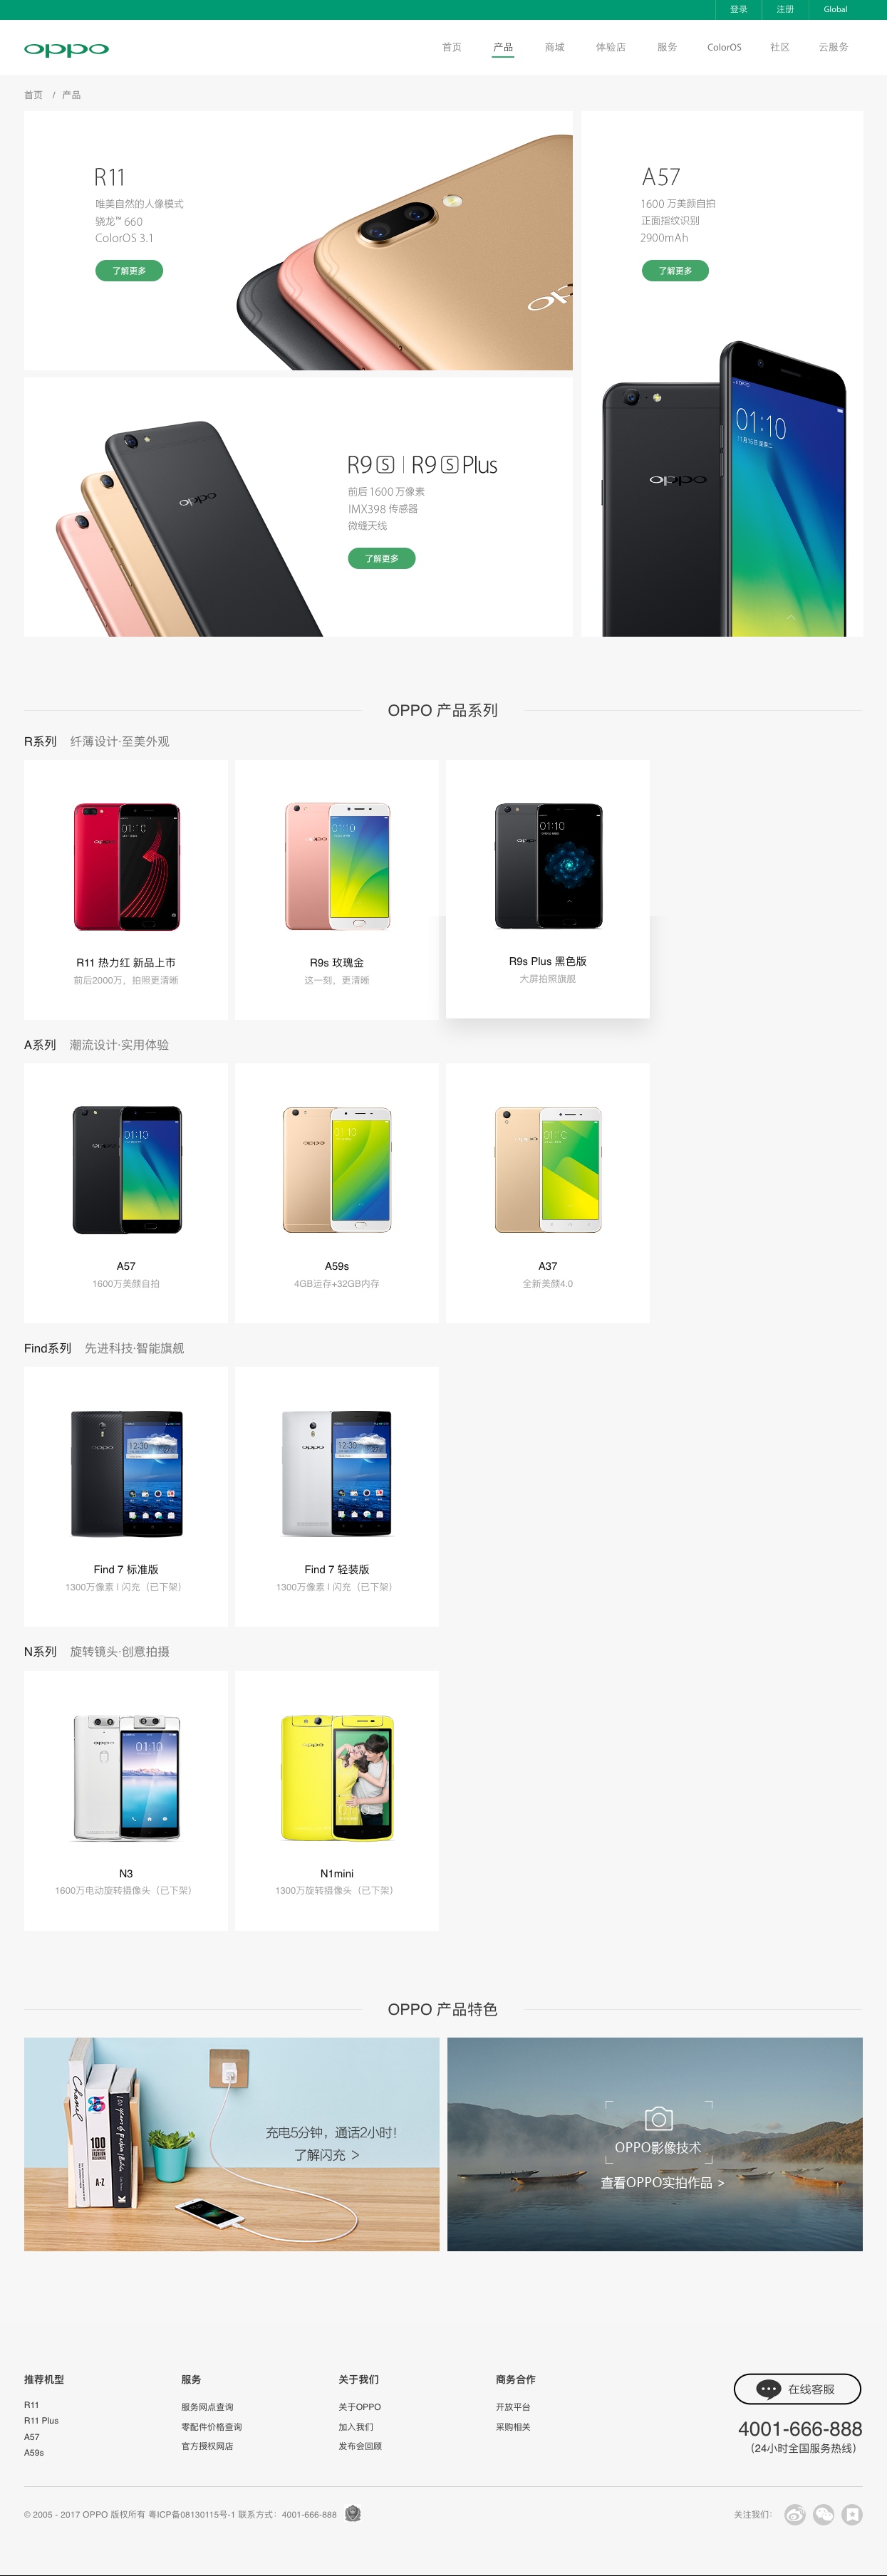 登录 注册 Global
oppo 首页 产品 商城 体验店 服务 ColorOS 社区 云服务
首页 / 产品
R11
唯美自然的人像模式
骁龙™ 660
ColorOS 3.1
了解更多
A57
1600 万美颜自拍
正面指纹识别
2900mAh
了解更多
01:10
11月15日 星期二
oppo
R9 S | R9 S Plus
前后 1600 万像素
IMX398 传感器
微缝天线
了解更多
oppo
OPPO 产品系列
R系列 纤薄设计·至美外观
R11 热力红 新品上市
前后2000万，拍照更清晰
R9s 玫瑰金
这一刻，更清晰
R9s Plus 黑色版
大屏拍照旗舰
A系列 潮流设计·实用体验
A57
1600万美颜自拍
A59s
4GB运存+32GB内存
A37
全新美颜4.0
Find系列 先进科技·智能旗舰
Find 7 标准版
1300万像素 I 闪充（已下架）
Find 7 轻装版
1300万像素 I 闪充（已下架）
N系列 旋转镜头·创意拍摄
N3
1600万电动旋转摄像头（已下架）
N1mini
1300万旋转摄像头（已下架）
OPPO 产品特色
充电5分钟，通话2小时！
了解闪充 >
OPPO影像技术
查看OPPO实拍作品 >
推荐机型
R11
R11 Plus
A57
A59s
服务
服务网点查询
零配件价格查询
官方授权网店
关于我们
关于OPPO
加入我们
发布会回顾
商务合作
开放平台
采购相关
在线客服
4001-666-888
（24小时全国服务热线）
© 2005 - 2017 OPPO 版权所有 粤ICP备08130115号-1 联系方式：4001-666-888
关注我们：